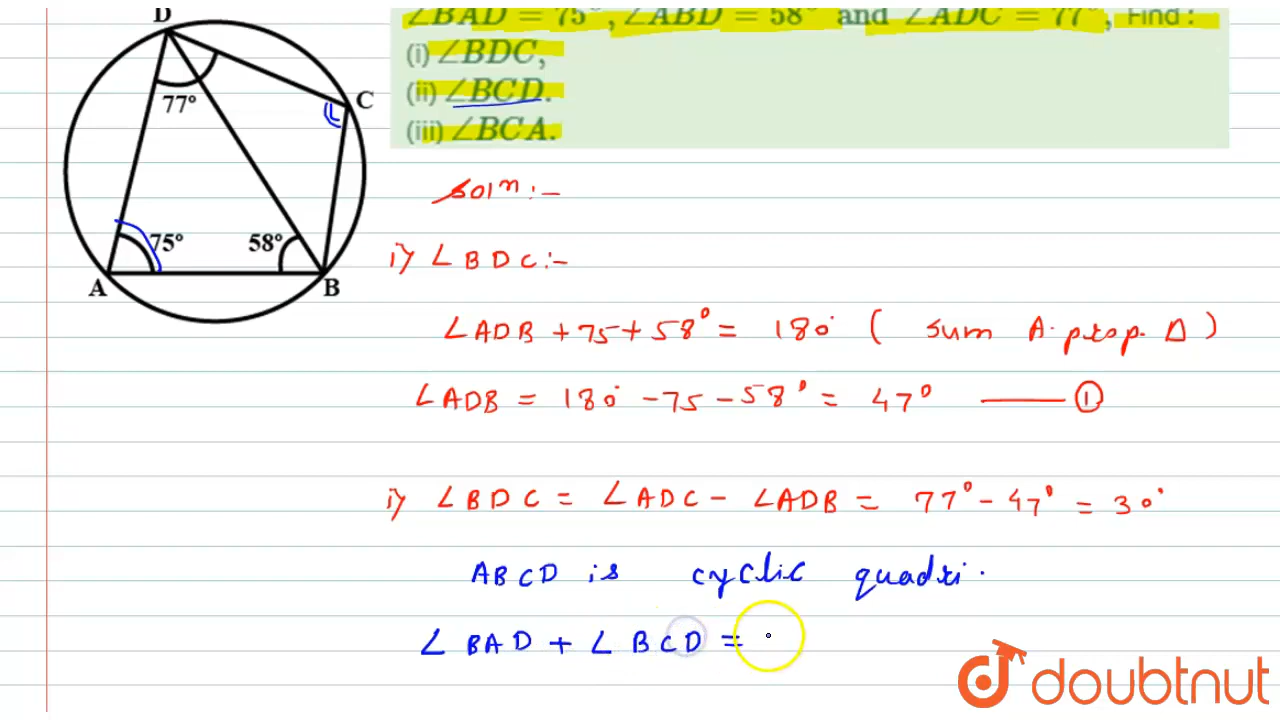 ∠BAD = 75°, ∠ABD = 58° and ∠ADC = 77°, Find :
(i) ∠BDC,
(ii) ∠BCD.
(iii) ∠BCA.
D
C
77°
75°
58°
A
B
Solⁿ :-
i) ∠BDC :-
∠ADB + 75 + 58° = 180° ( Sum A. prop. Δ )
∠ADB = 180° - 75 - 58° = 47° —— ①
i) ∠BDC = ∠ADC - ∠ADB = 77° - 47° = 30°
ABCD is cyclic quadri.
∠BAD + ∠BCD =
doubtnut